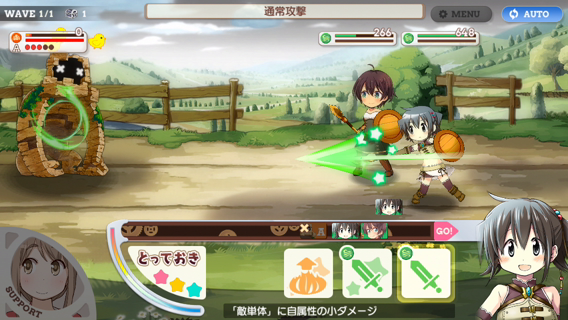 WAVE 1/1
1
通常攻撃
MENU
AUTO
0
266
648
GO!
とっておき
SUPPORT
「敵単体」に自属性の小ダメージ